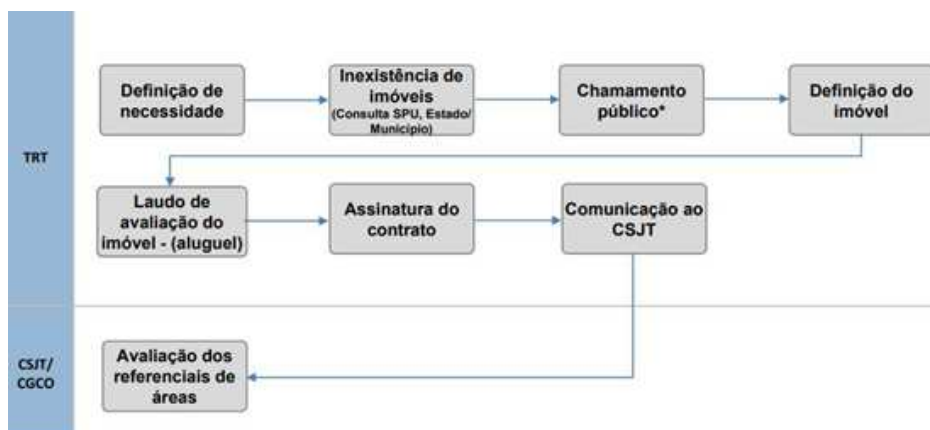 TRT
Definição de
necessidade
Inexistência de
imóveis
(Consulta SPU, Estado/
Município)
Chamamento
público*
Definição do
imóvel
Laudo de
avaliação do
imóvel - (aluguel)
Assinatura do
contrato
Comunicação ao
CSJT
CSJT/
CGCO
Avaliação dos
referenciais de
áreas